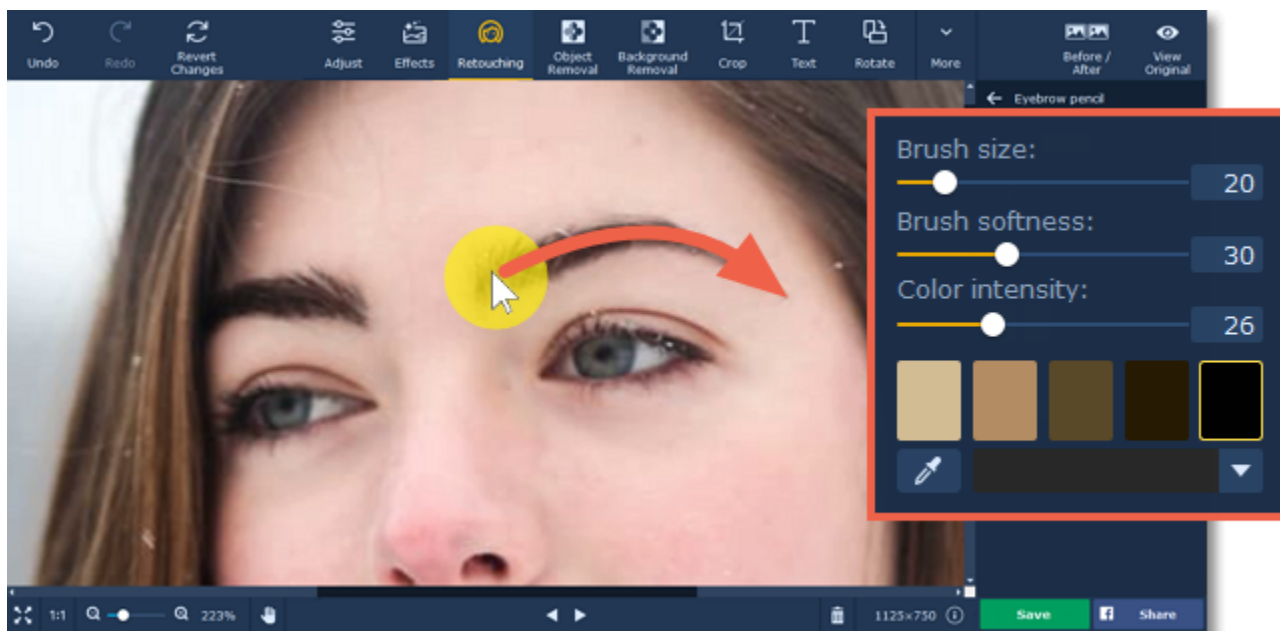 Undo
Redo
Revert
Changes
Adjust
Effects
Retouching
Object
Removal
Background
Removal
Crop
Text
Rotate
More
Before /
After
View
Original
Eyebrow pencil
Brush size:
20
Brush softness:
30
Color intensity:
26
1:1
223%
1125×750
Save
Share